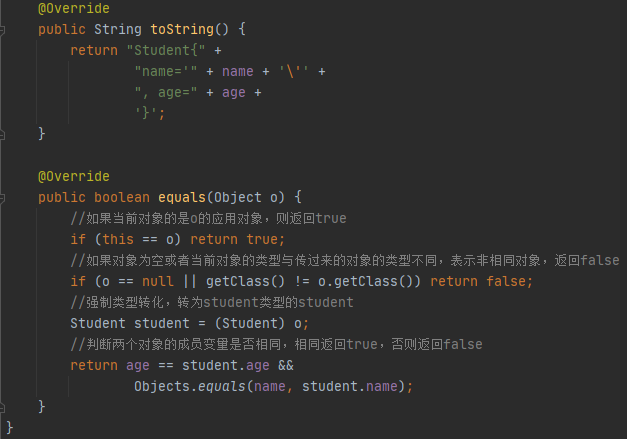 @Override
public String toString() {
    return "Student{" +
            "name='" + name + '\'' +
            ", age=" + age +
            '}';
}
@Override
public boolean equals(Object o) {
    //如果当前对象的是o的应用对象，则返回true
    if (this == o) return true;
    //如果对象为空或者当前对象的类型与传过来的对象的类型不同，表示非相同对象，返回false
    if (o == null || getClass() != o.getClass()) return false;
    //强制类型转化，转为student类型的student
    Student student = (Student) o;
    //判断两个对象的成员变量是否相同，相同返回true，否则返回false
    return age == student.age &&
            Objects.equals(name, student.name);
}
}